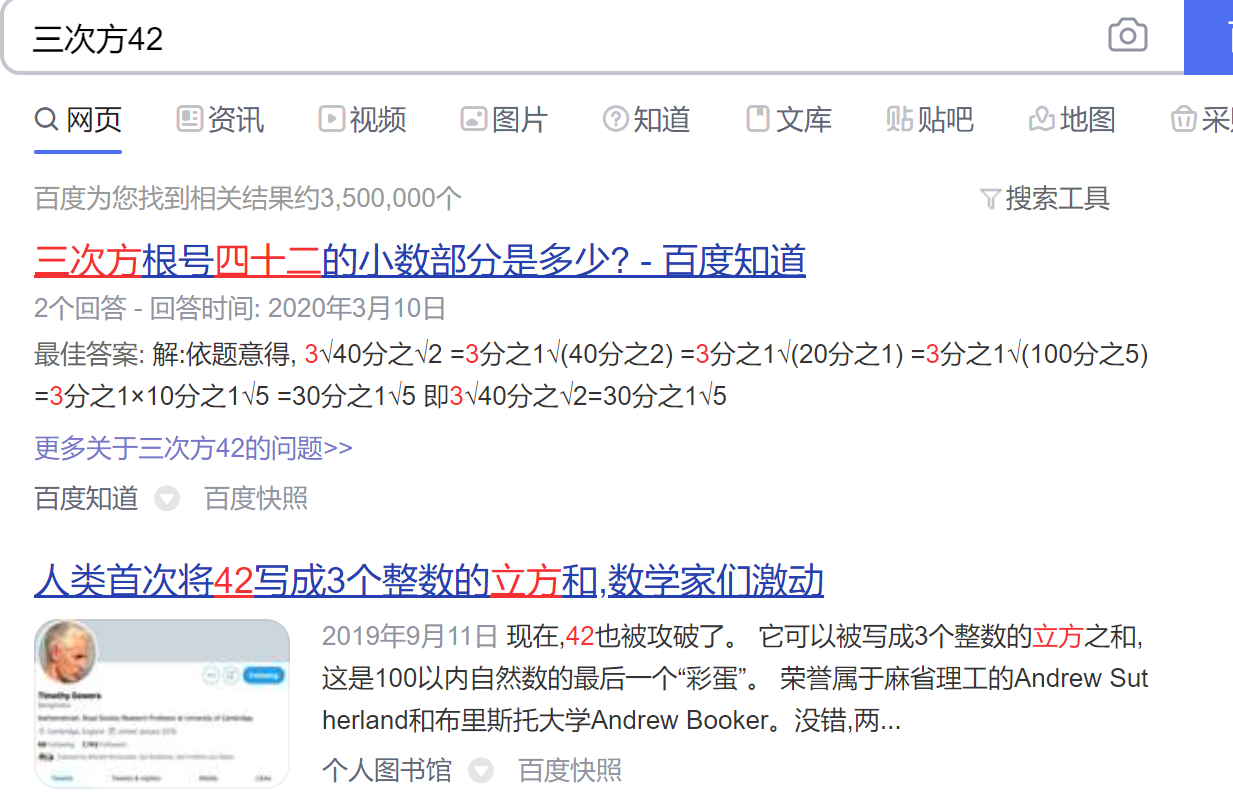 三次方42
网页 资讯 视频 图片 知道 文库 贴吧 地图 采
百度为您找到相关结果约3,500,000个 搜索工具
三次方根号四十二的小数部分是多少? - 百度知道
2个回答 - 回答时间: 2020年3月10日
最佳答案: 解:依题意得, 3√40分之√2 =3分之1√(40分之2) =3分之1√(20分之1) =3分之1√(100分之5)
=3分之1×10分之1√5 =30分之1√5 即3√40分之√2=30分之1√5
更多关于三次方42的问题>>
百度知道 百度快照
人类首次将42写成3个整数的立方和,数学家们激动
2019年9月11日 现在,42也被攻破了。 它可以被写成3个整数的立方之和,
这是100以内自然数的最后一个“彩蛋”。 荣誉属于麻省理工的Andrew Sut
herland和布里斯托大学Andrew Booker。没错,两...
Timothy Gowers
个人图书馆 百度快照